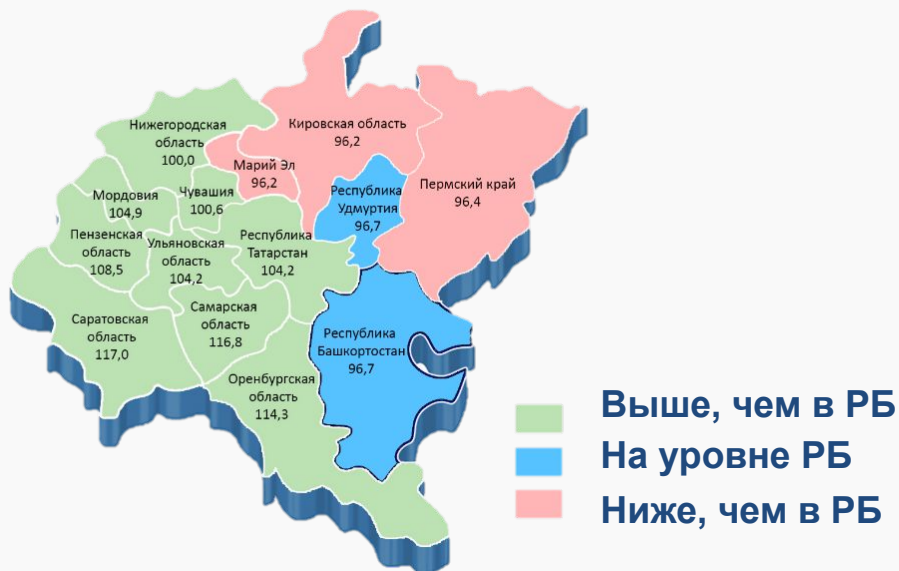 Нижегородская
область
100,0
Кировская область
96,2
Марий Эл
96,2
Пермский край
96,4
Республика
Удмуртия
96,7
Мордовия
104,9
Чувашия
100,6
Пензенская
область
108,5
Ульяновская
область
104,2
Республика
Татарстан
104,2
Саратовская
область
117,0
Самарская
область
116,8
Республика
Башкортостан
96,7
Оренбургская
область
114,3
Выше, чем в РБ
На уровне РБ
Ниже, чем в РБ